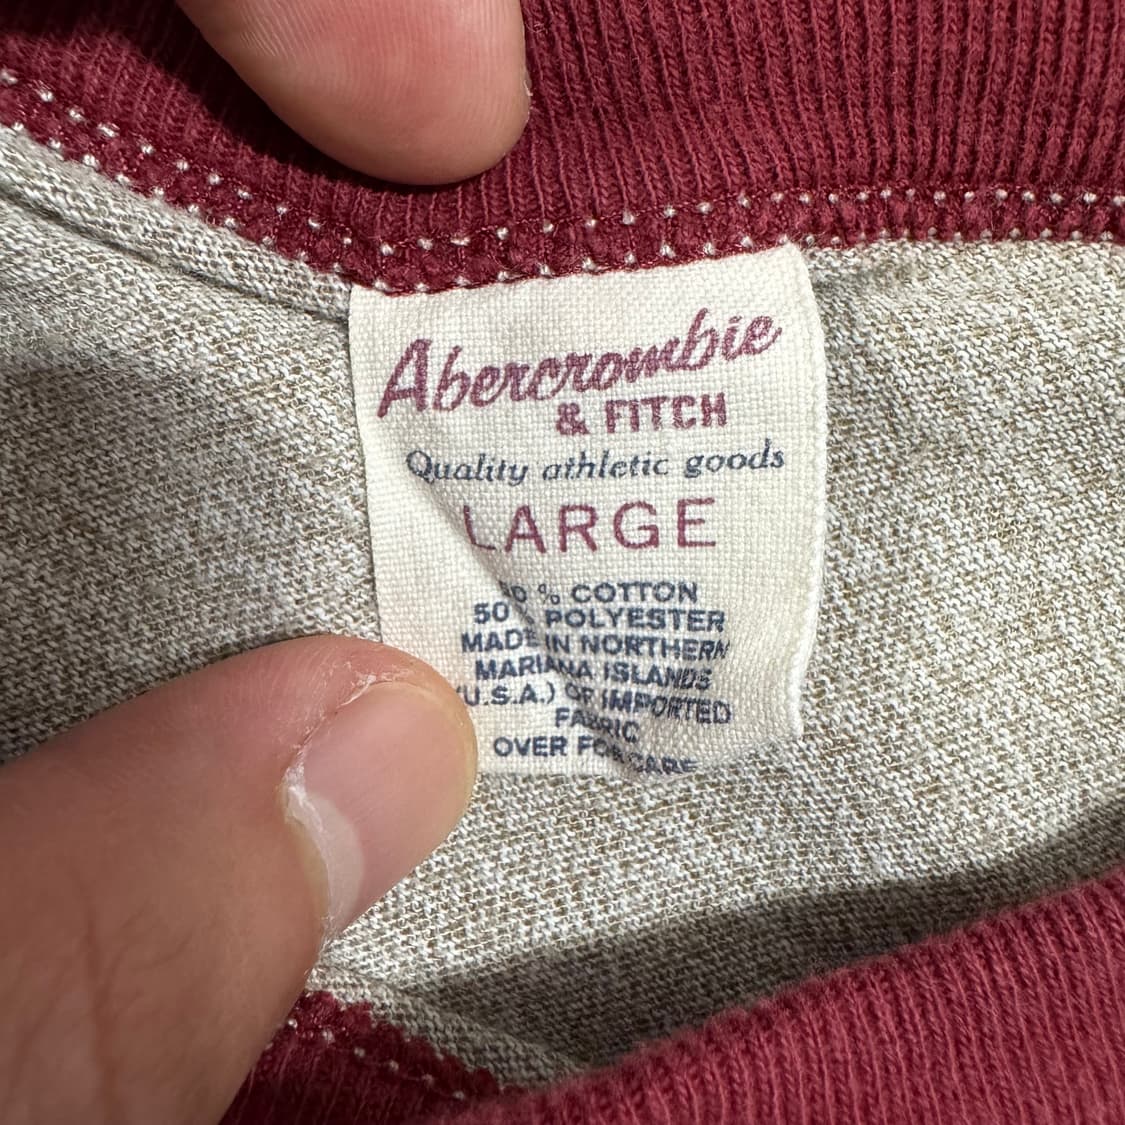 Abercrombie
& FITCH
Quality athletic goods
LARGE
% COTTON
50 POLYESTER
MADE IN NORTHERN
MARIANA ISLANDS
(U.S.A.) OF IMPORTED
FABRIC
OVER FOR CARE